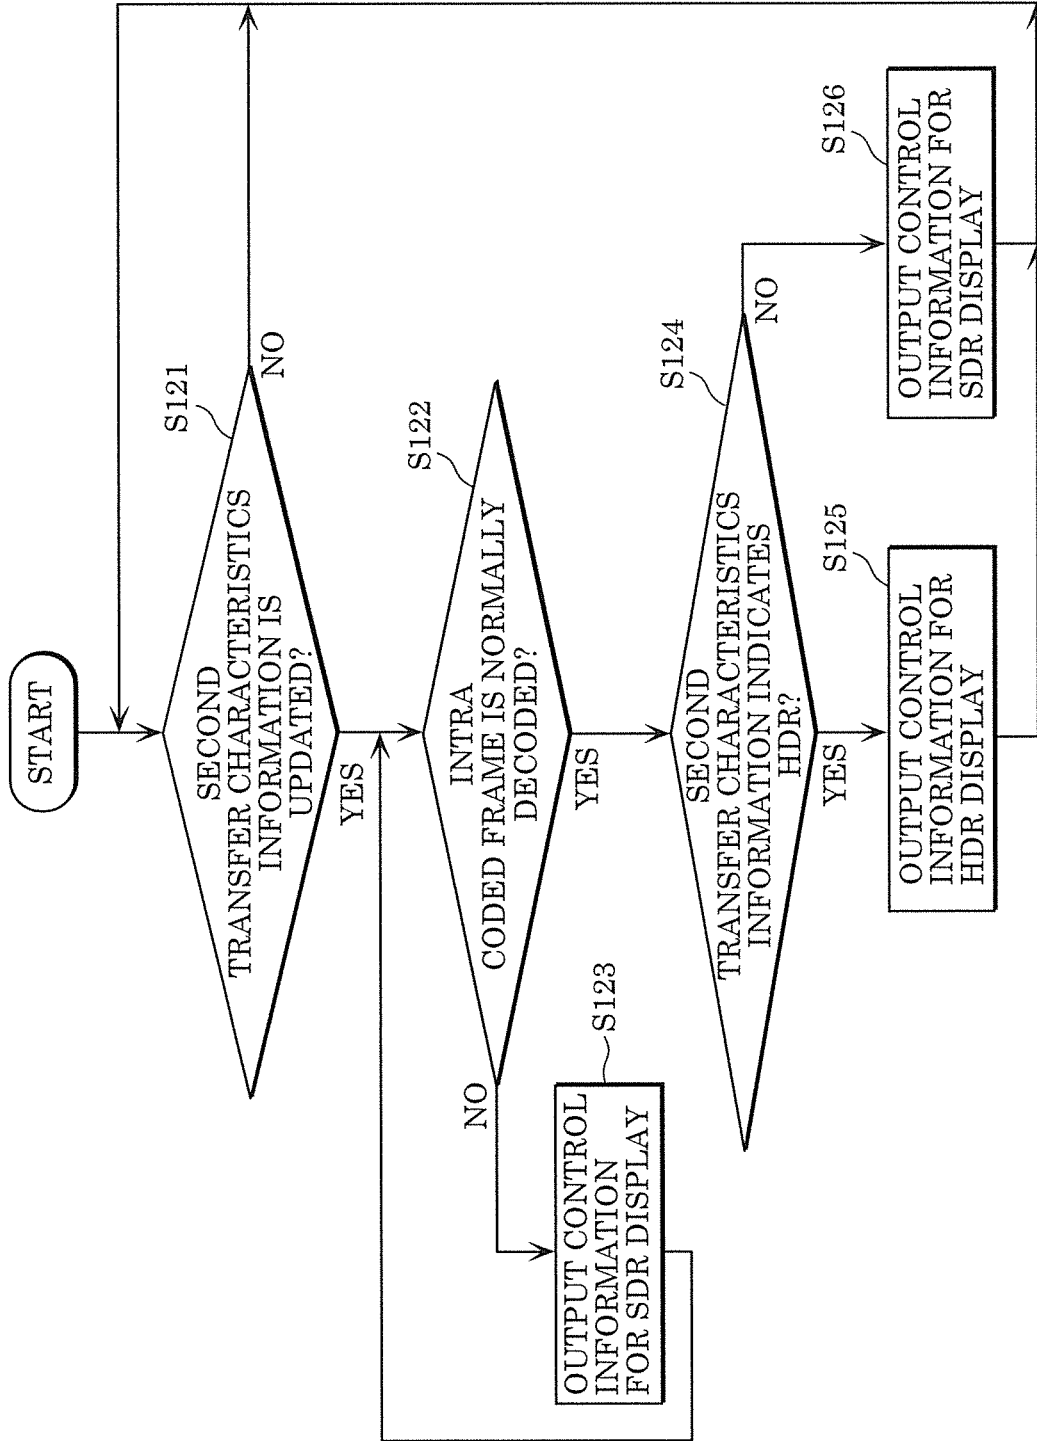 START
S121
SECOND
TRANSFER CHARACTERISTICS
INFORMATION IS
UPDATED?
NO
YES
S122
INTRA
CODED FRAME IS NORMALLY
DECODED?
NO
YES
S123
OUTPUT CONTROL
INFORMATION
FOR SDR DISPLAY
S124
SECOND
TRANSFER CHARACTERISTICS
INFORMATION INDICATES
HDR?
NO
YES
S125
OUTPUT CONTROL
INFORMATION FOR
HDR DISPLAY
S126
OUTPUT CONTROL
INFORMATION FOR
SDR DISPLAY